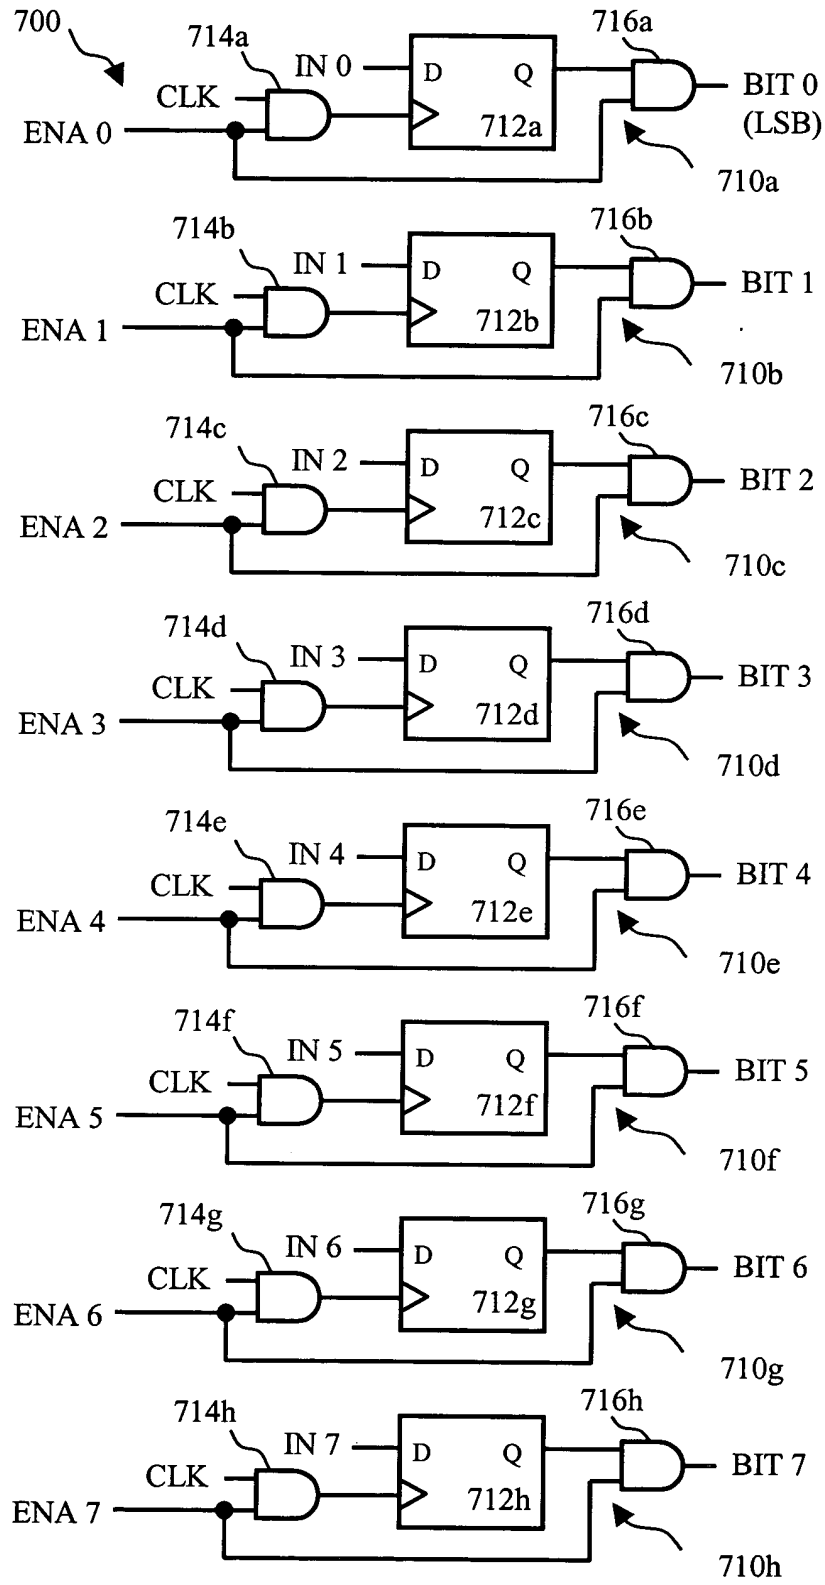 700
714a
716a
IN 0
D
Q
CLK
BIT 0
(LSB)
ENA 0
712a
710a
714b
716b
IN 1
D
Q
CLK
BIT 1
ENA 1
712b
710b
714c
716c
IN 2
D
Q
CLK
BIT 2
ENA 2
712c
710c
714d
716d
IN 3
D
Q
CLK
BIT 3
ENA 3
712d
710d
714e
716e
IN 4
D
Q
CLK
BIT 4
ENA 4
712e
710e
714f
716f
IN 5
D
Q
CLK
BIT 5
ENA 5
712f
710f
714g
716g
IN 6
D
Q
CLK
BIT 6
ENA 6
712g
710g
714h
716h
IN 7
D
Q
CLK
BIT 7
ENA 7
712h
710h